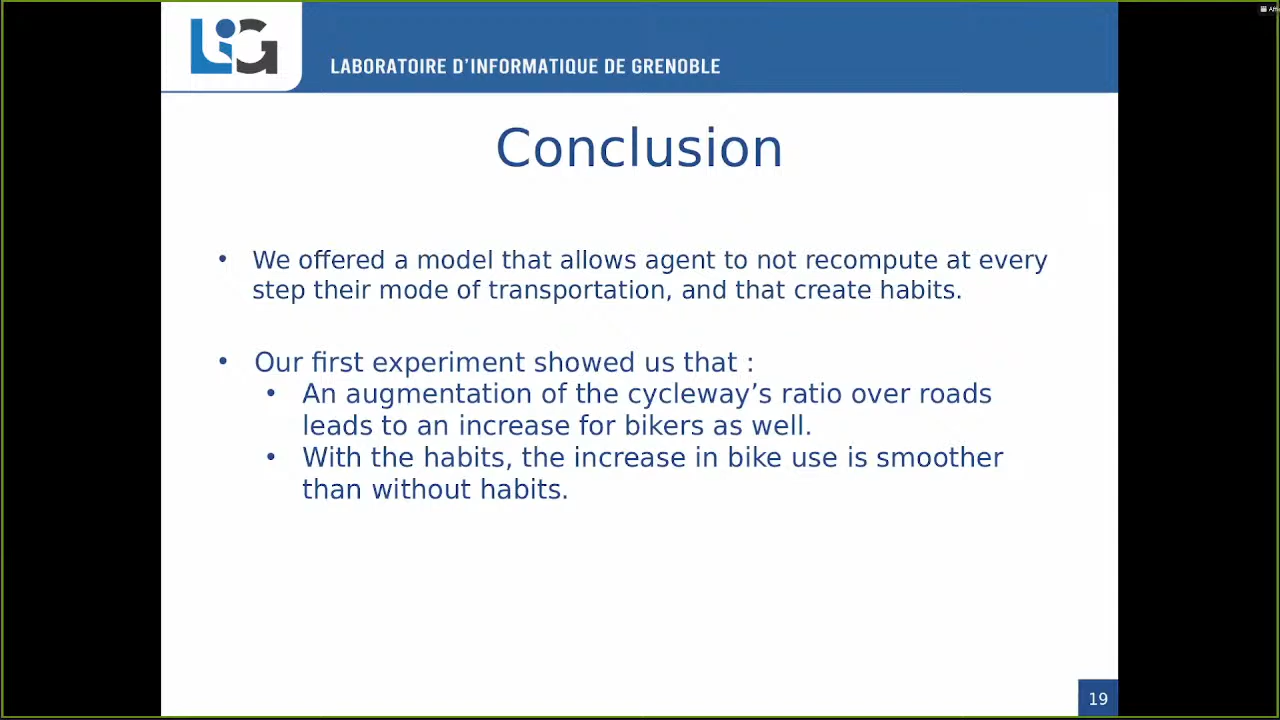 LIG
LABORATOIRE D'INFORMATIQUE DE GRENOBLE
Conclusion
• We offered a model that allows agent to not recompute at every
step their mode of transportation, and that create habits.
• Our first experiment showed us that :
• An augmentation of the cycleway’s ratio over roads
leads to an increase for bikers as well.
• With the habits, the increase in bike use is smoother
than without habits.
19